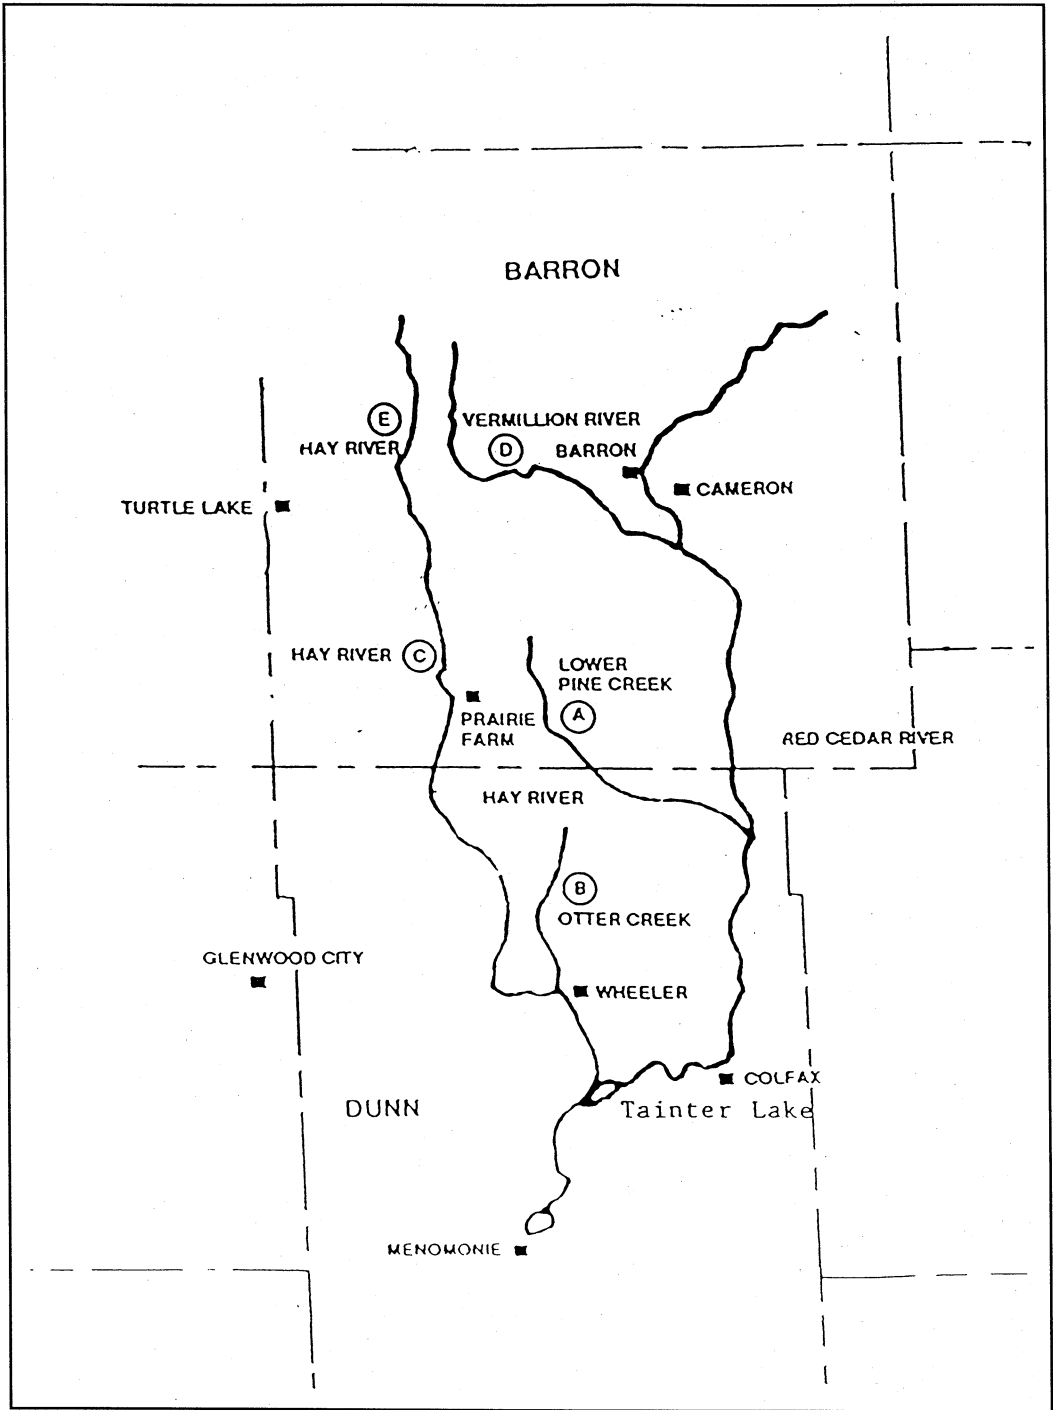 BARRON
E
HAY RIVER
VERMILLION RIVER
D
BARRON
CAMERON
TURTLE LAKE
HAY RIVER
C
LOWER
PINE CREEK
A
PRAIRIE
FARM
RED CEDAR RIVER
HAY RIVER
B
OTTER CREEK
GLENWOOD CITY
WHEELER
COLFAX
DUNN
Tainter Lake
MENOMONIE